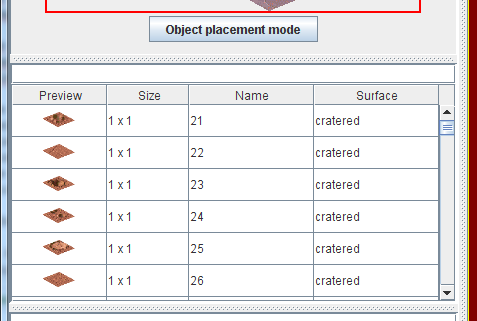 Object placement mode
Preview Size Name Surface
1 x 1 21 cratered
1 x 1 22 cratered
1 x 1 23 cratered
1 x 1 24 cratered
1 x 1 25 cratered
1 x 1 26 cratered